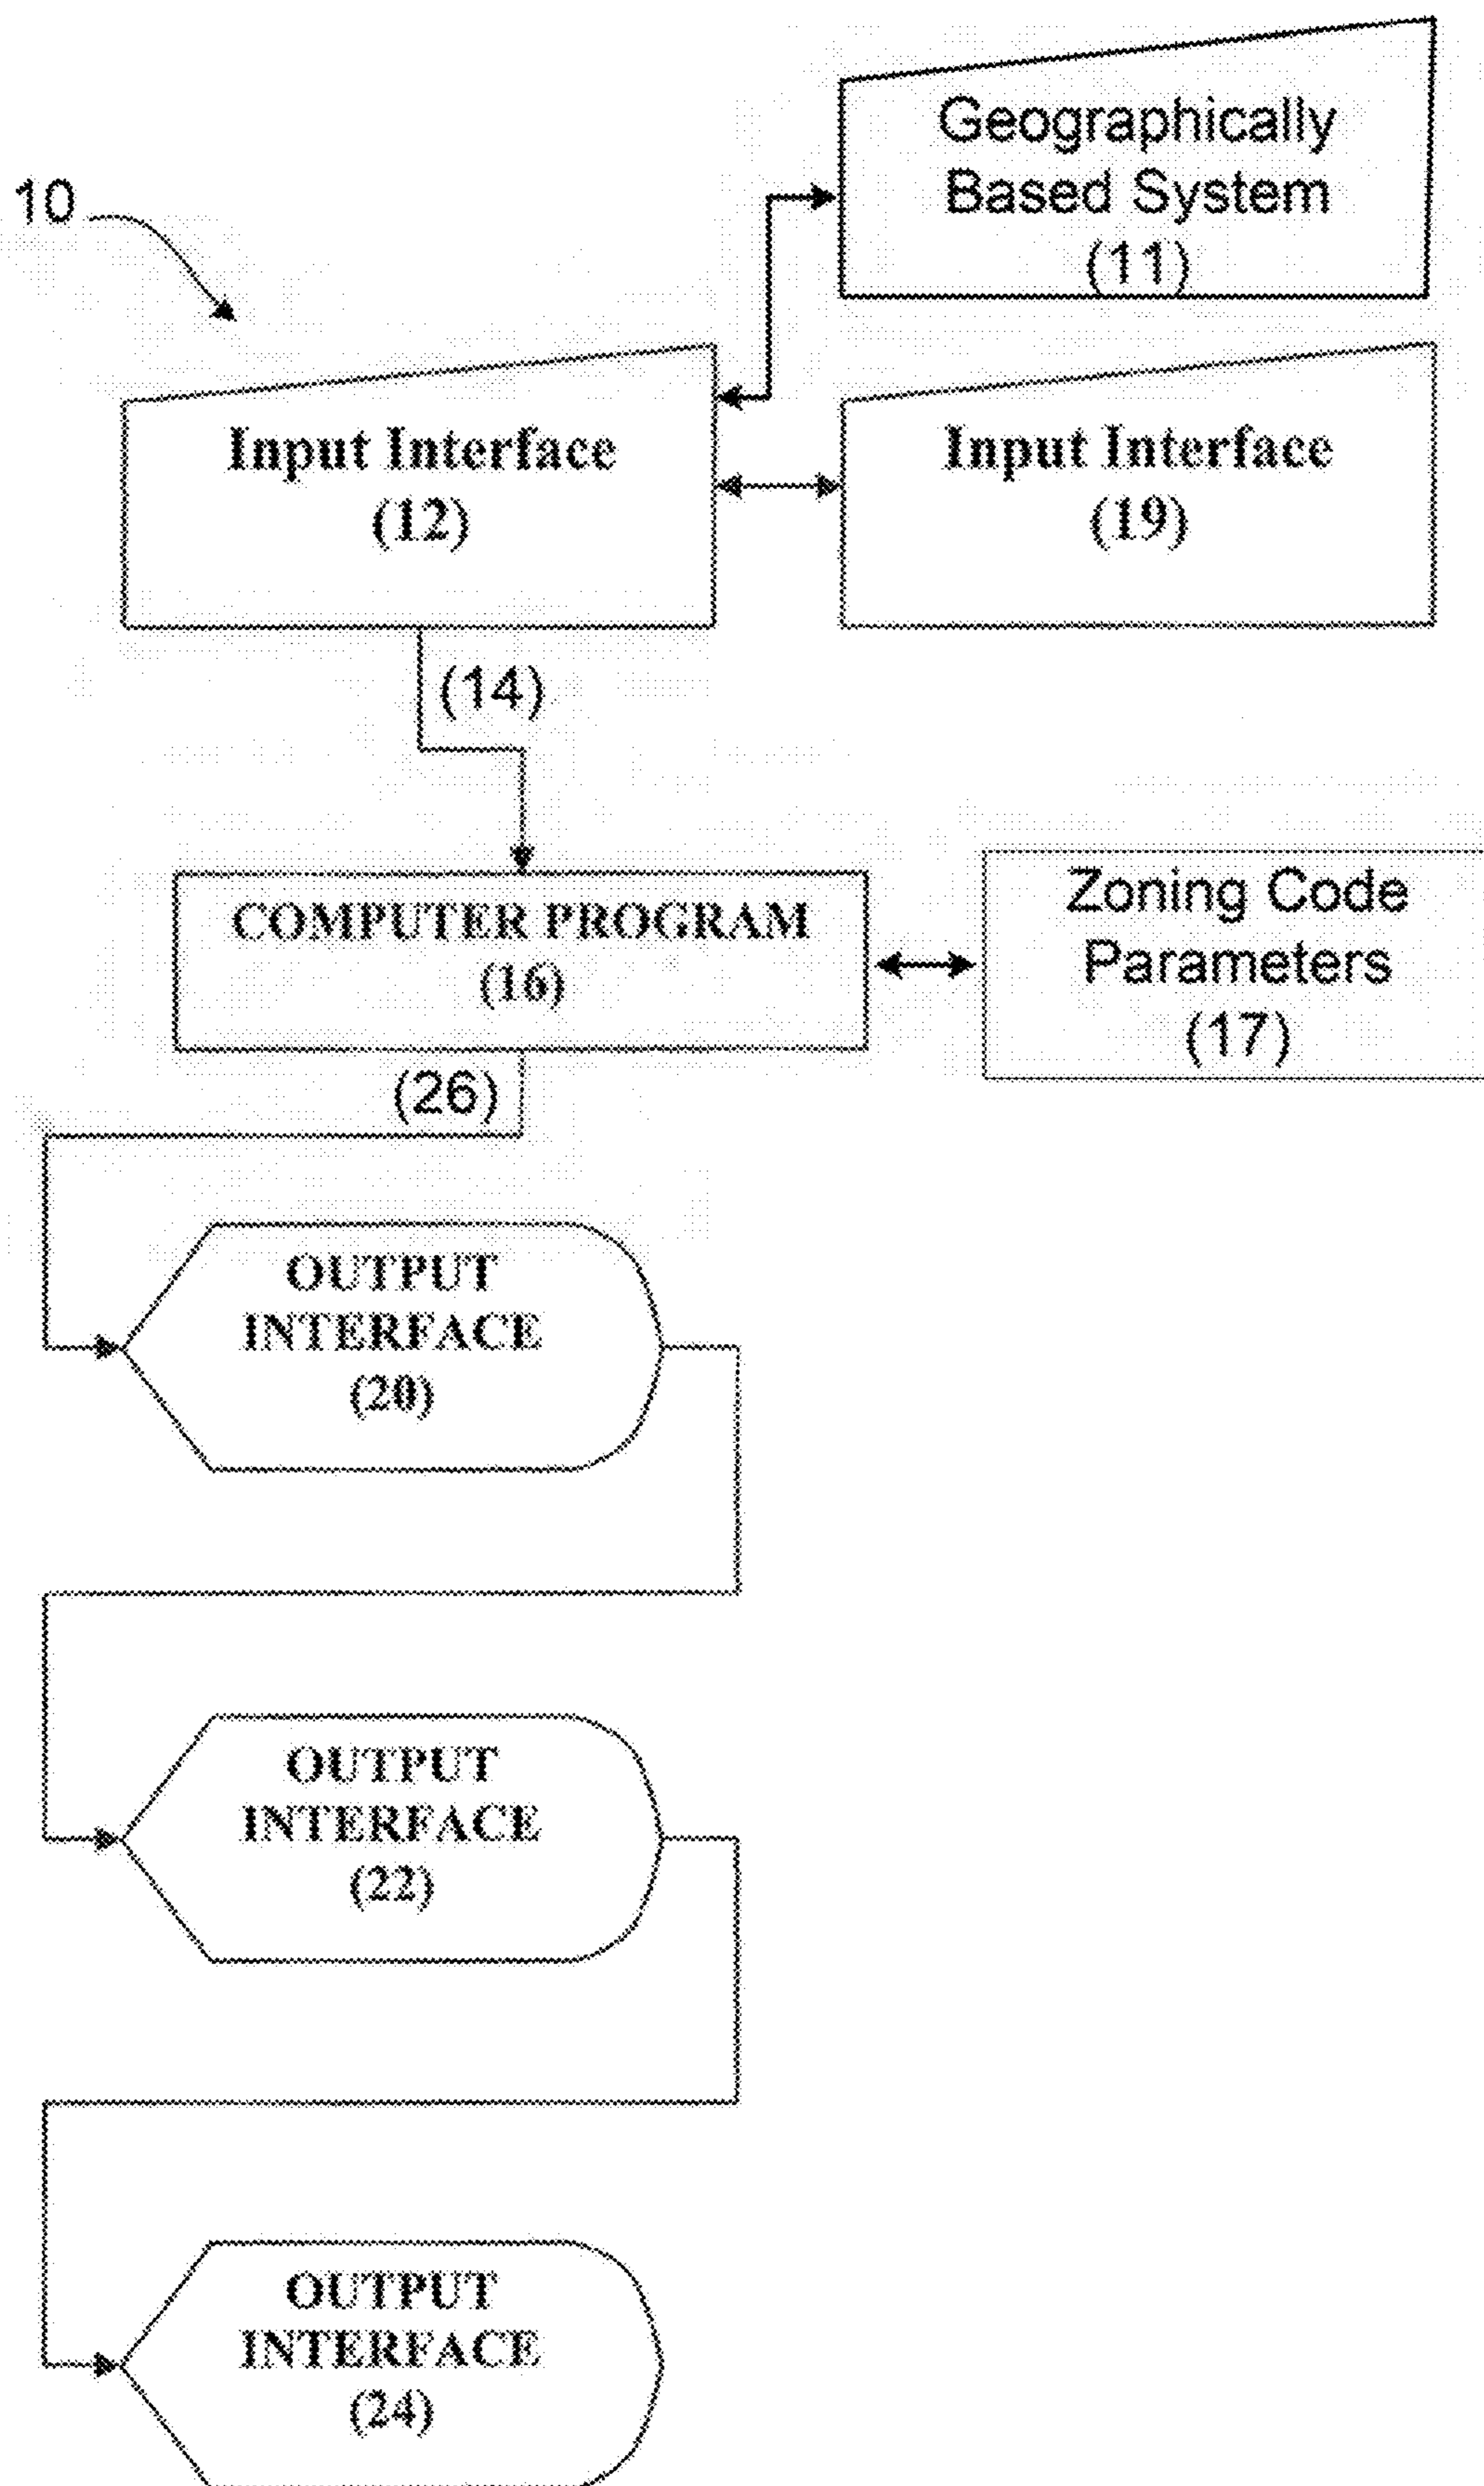 Geographically
Based System
(11)
10
Input Interface
(12)
Input Interface
(19)
(14)
COMPUTER PROGRAM
(16)
Zoning Code
Parameters
(17)
(26)
OUTPUT
INTERFACE
(20)
OUTPUT
INTERFACE
(22)
OUTPUT
INTERFACE
(24)